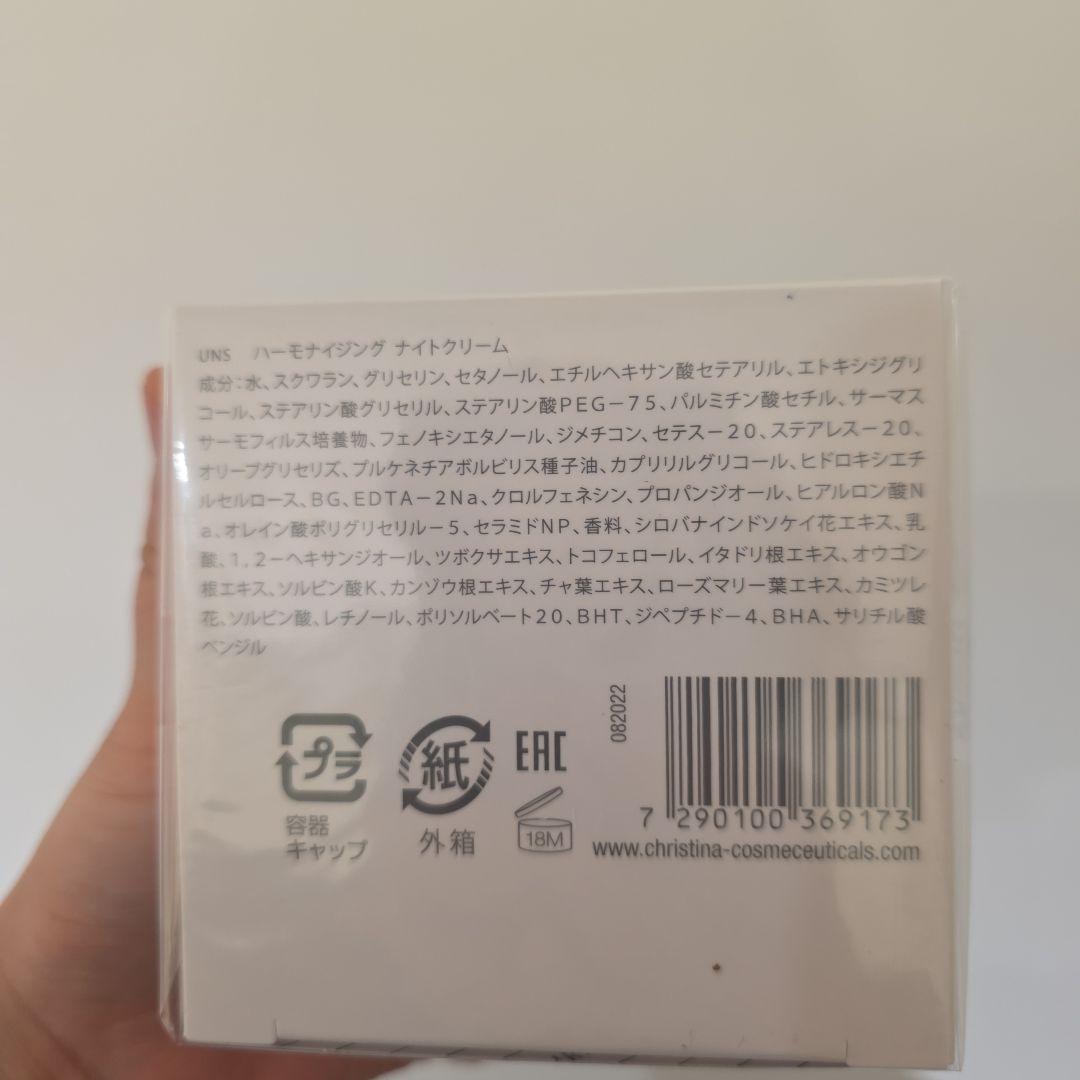 UNS ハーモナイジング ナイトクリーム
成分：水、スクワラン、グリセリン、セタノール、エチルヘキサン酸セテアリル、エトキシジグリ
コール、ステアリン酸グリセリル、ステアリン酸PEG－75、パルミチン酸セチル、サーマス
サーモフィルス培養物、フェノキシエタノール、ジメチコン、セテス－20、ステアレス－20、
オリーブグリセリズ、プルケネチアボルビリス種子油、カプリリルグリコール、ヒドロキシエチ
ルセルロース、BG、EDTA－2Na、クロルフェネシン、プロパンジオール、ヒアルロン酸N
a、オレイン酸ポリグリセリル－5、セラミドNP、香料、シロバナインドソケイ花エキス、乳
酸、1，2－ヘキサンジオール、ツボクサエキス、トコフェロール、イタドリ根エキス、オウゴン
根エキス、ソルビン酸K、カンゾウ根エキス、チャ葉エキス、ローズマリー葉エキス、カミツレ
花、ソルビン酸、レチノール、ポリソルベート20、BHT、ジペプチド－4、BHA、サリチル酸
ベンジル
プラ
容器
キャップ
紙
外箱
EAC
18M
082022
7 290100 369173
www.christina-cosmeceuticals.com